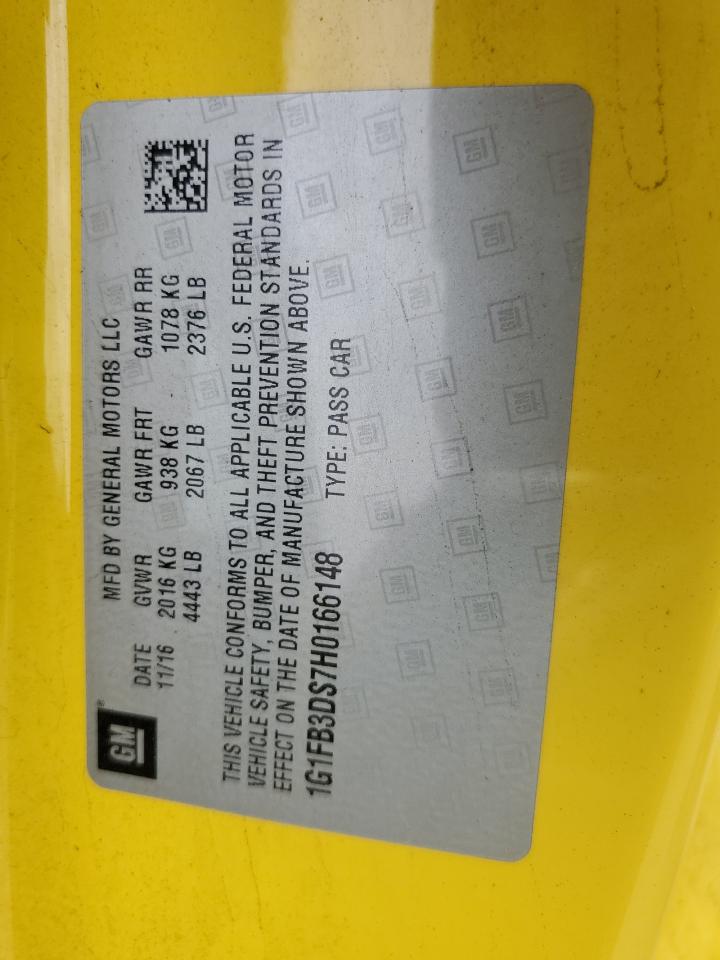 GM®
MFD BY GENERAL MOTORS LLC
DATE GVWR GAWR FRT GAWR RR
11/16 2016 KG 938 KG 1078 KG
4443 LB 2067 LB 2376 LB
THIS VEHICLE CONFORMS TO ALL APPLICABLE U.S. FEDERAL MOTOR
VEHICLE SAFETY, BUMPER, AND THEFT PREVENTION STANDARDS IN
EFFECT ON THE DATE OF MANUFACTURE SHOWN ABOVE.
1G1FB3DS7H0166148 TYPE: PASS CAR